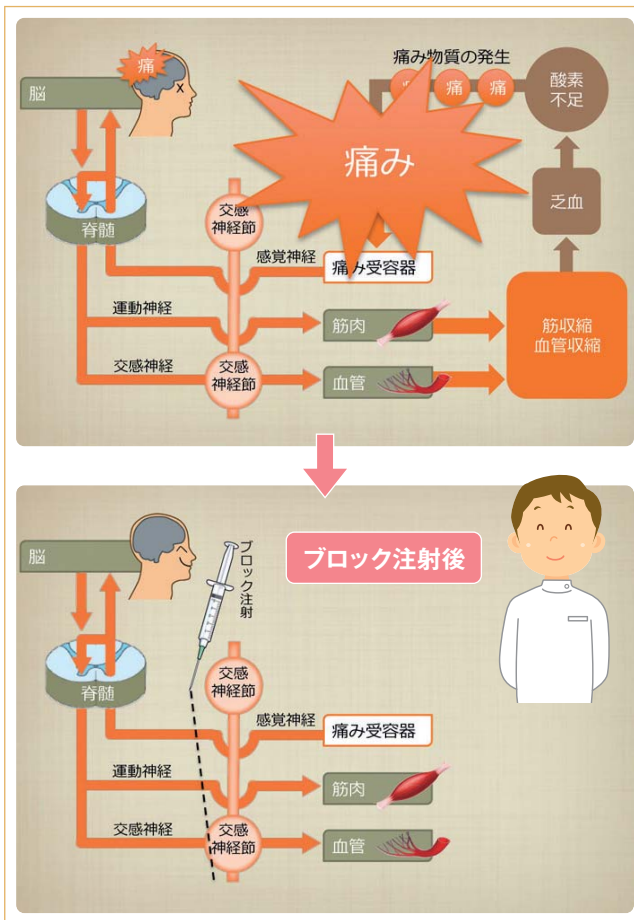 痛み物質の発生
酸素
不足
痛
脳
痛
痛
痛み
乏血
交感
神経節
脊髄
感覚神経
痛み受容器
運動神経
筋肉
筋収縮
血管収縮
交感神経
交感
神経節
血管
ブロック注射後
脳
ブロック注射
交感
神経節
脊髄
感覚神経
痛み受容器
運動神経
筋肉
交感神経
交感
神経節
血管